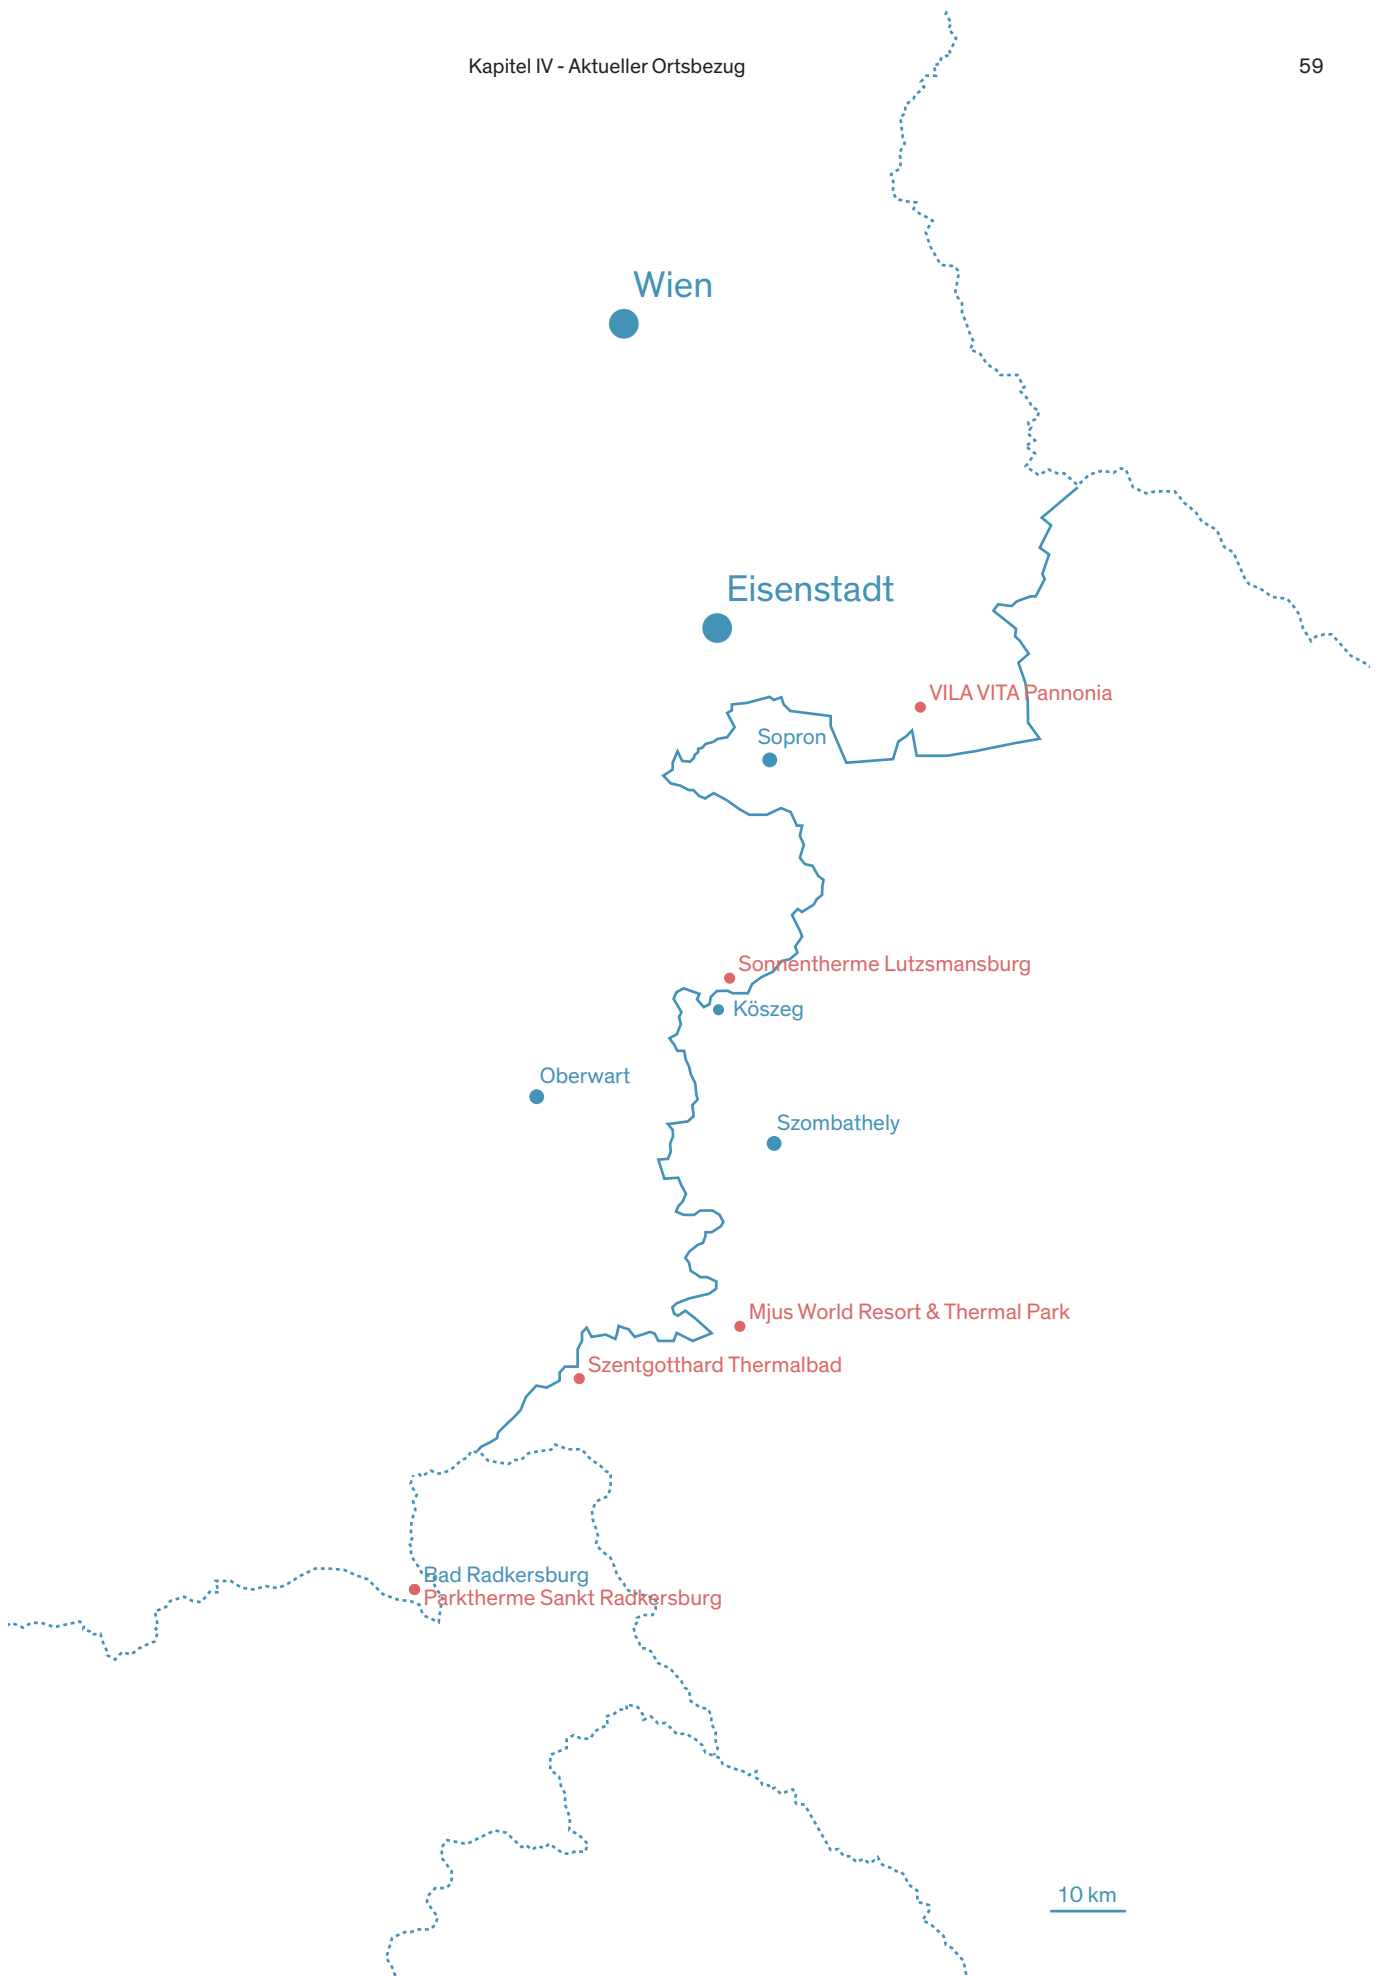 Kapitel IV - Aktueller Ortsbezug
59
Wien
Eisenstadt
VILA VITA Pannonia
Sopron
Sonnentherme Lutzsmansburg
Köszeg
Oberwart
Szombathely
Mjus World Resort & Thermal Park
Szentgotthard Thermalbad
Bad Radkersburg
Parktherme Sankt Radkersburg
10 km